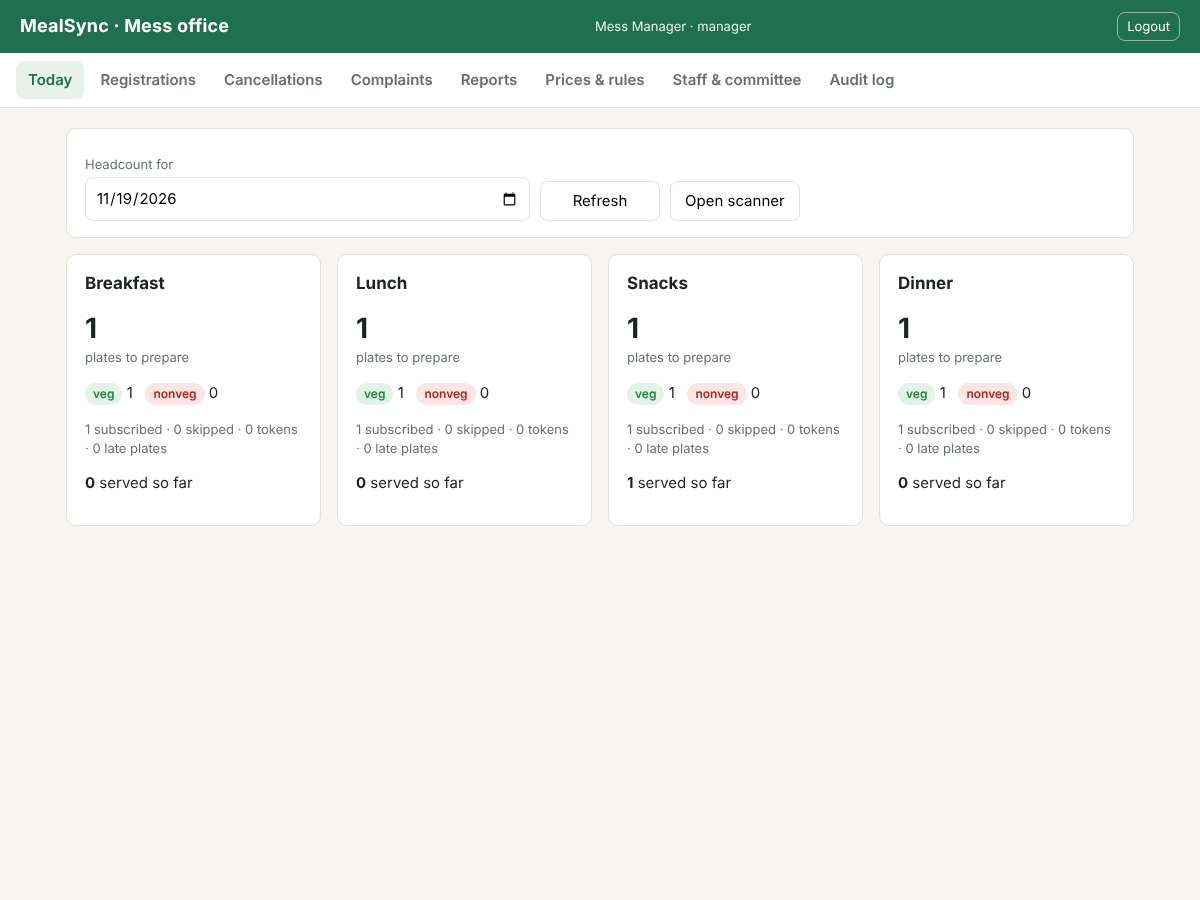 MealSync · Mess office
Mess Manager · manager
Logout
Today
Registrations
Cancellations
Complaints
Reports
Prices & rules
Staff & committee
Audit log
Headcount for
11/19/2026
Refresh
Open scanner
Breakfast
1
plates to prepare
veg 1 nonveg 0
1 subscribed · 0 skipped · 0 tokens
· 0 late plates
0 served so far
Lunch
1
plates to prepare
veg 1 nonveg 0
1 subscribed · 0 skipped · 0 tokens
· 0 late plates
0 served so far
Snacks
1
plates to prepare
veg 1 nonveg 0
1 subscribed · 0 skipped · 0 tokens
· 0 late plates
1 served so far
Dinner
1
plates to prepare
veg 1 nonveg 0
1 subscribed · 0 skipped · 0 tokens
· 0 late plates
0 served so far